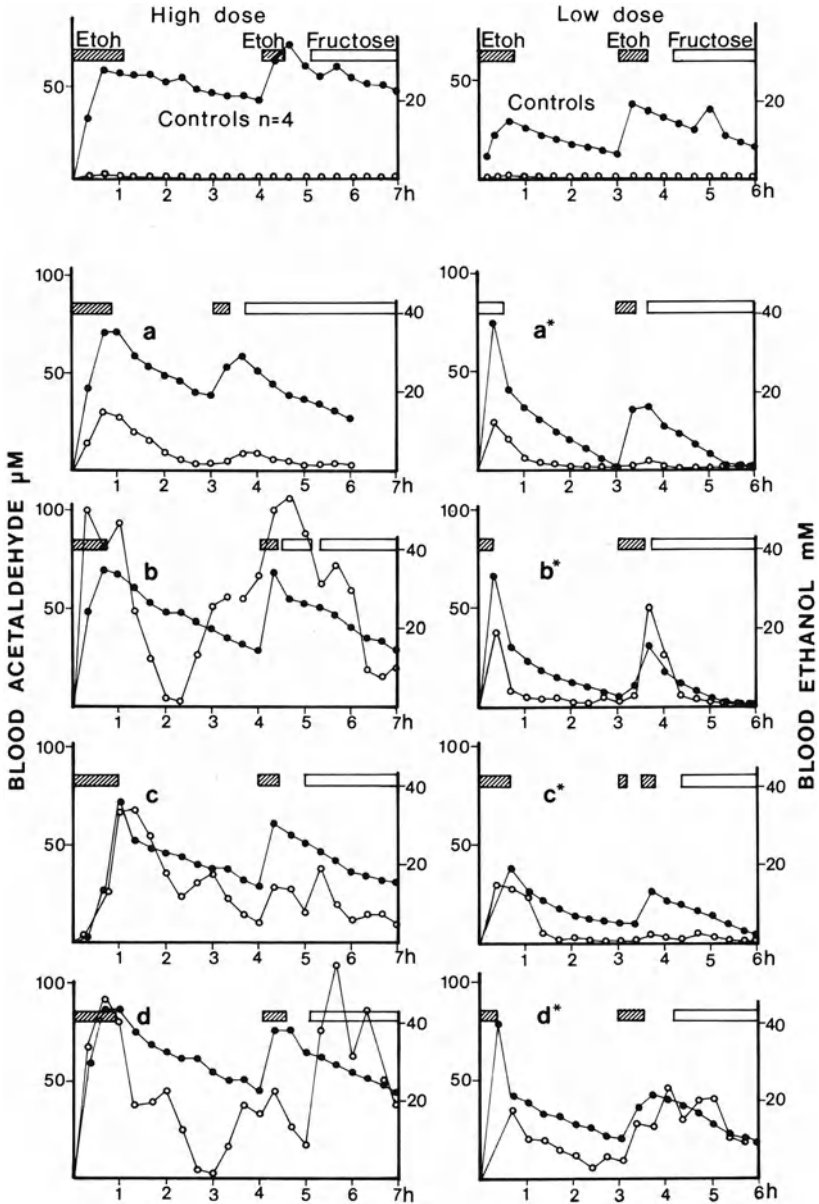 High dose
Low dose
Etoh Etoh Fructose
Etoh Etoh Fructose
50 20
50 20
Controls n=4
Controls
1 2 3 4 5 6 7h
1 2 3 4 5 6h
100
100
a 40
a* 40
50 20
50 20
1 2 3 4 5 6 7h
1 2 3 4 5 6h
BLOOD ACETALDEHYDE µM
BLOOD ETHANOL mM
100
100
b 40
b* 40
50 20
50 20
1 2 3 4 5 6 7h
1 2 3 4 5 6h
100
100
c 40
c* 40
50 20
50 20
1 2 3 4 5 6 7h
1 2 3 4 5 6h
100
100
d 40
d* 40
50 20
50 20
1 2 3 4 5 6 7h
1 2 3 4 5 6h